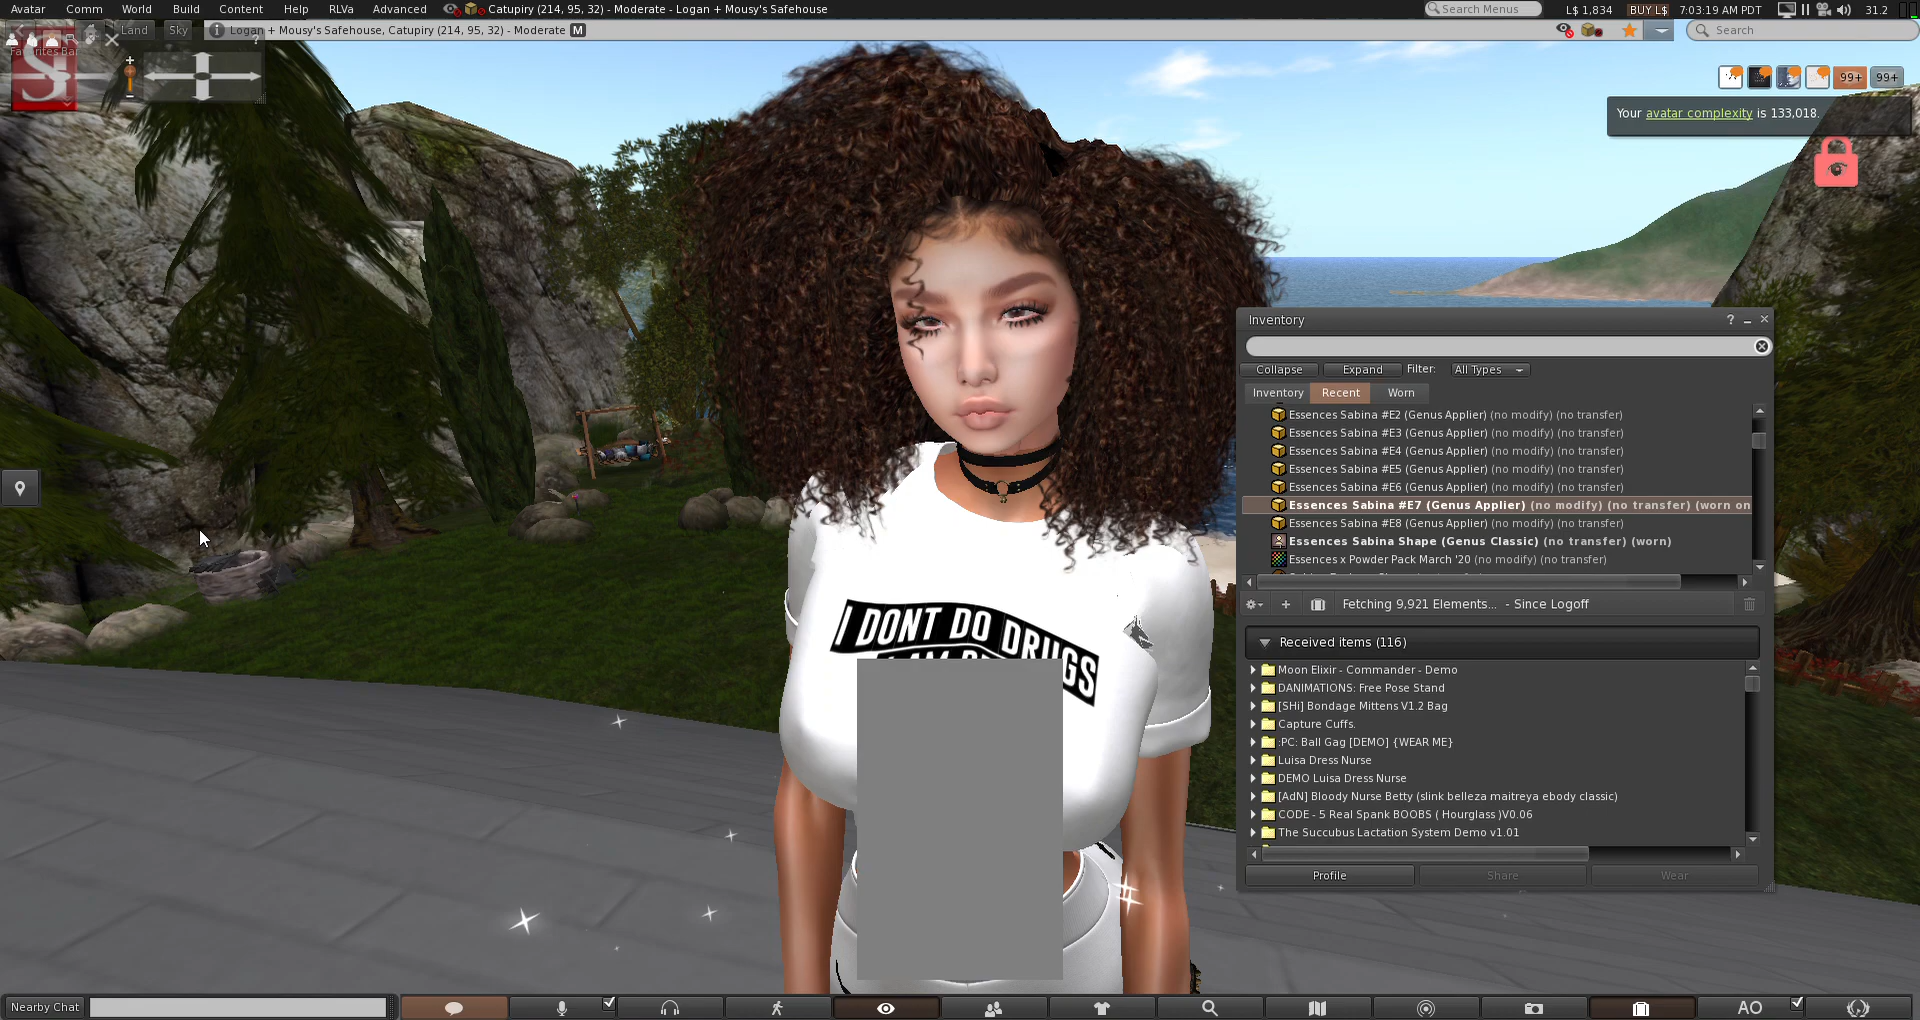 Avatar Comm World Build Content Help RLVa Advanced Catupiry (214, 95, 32) - Moderate - Logan + Mousy's Safehouse Search Menus L$ 1,834 BUY L$ 7:03:19 AM PDT 31.2
Land Sky Logan + Mousy's Safehouse, Catupiry (214, 95, 32) - Moderate M Search
Favorites Bar
99+ 99+
Your avatar complexity is 133,018.
Inventory
Collapse Expand Filter: All Types
Inventory Recent Worn
Essences Sabina #E2 (Genus Applier) (no modify) (no transfer)
Essences Sabina #E3 (Genus Applier) (no modify) (no transfer)
Essences Sabina #E4 (Genus Applier) (no modify) (no transfer)
Essences Sabina #E5 (Genus Applier) (no modify) (no transfer)
Essences Sabina #E6 (Genus Applier) (no modify) (no transfer)
Essences Sabina #E7 (Genus Applier) (no modify) (no transfer) (worn on
Essences Sabina #E8 (Genus Applier) (no modify) (no transfer)
Essences Sabina Shape (Genus Classic) (no transfer) (worn)
Essences x Powder Pack March '20 (no modify) (no transfer)
Fetching 9,921 Elements... - Since Logoff
Received items (116)
Moon Elixir - Commander - Demo
DANIMATIONS: Free Pose Stand
[SHi] Bondage Mittens V1.2 Bag
Capture Cuffs.
:PC: Ball Gag [DEMO] {WEAR ME}
Luisa Dress Nurse
DEMO Luisa Dress Nurse
[AdN] Bloody Nurse Betty (slink belleza maitreya ebody classic)
CODE - 5 Real Spank BOOBS ( Hourglass )V0.06
The Succubus Lactation System Demo v1.01
Profile Share Wear
I DONT DO DRUGS
I AM
Nearby Chat AO